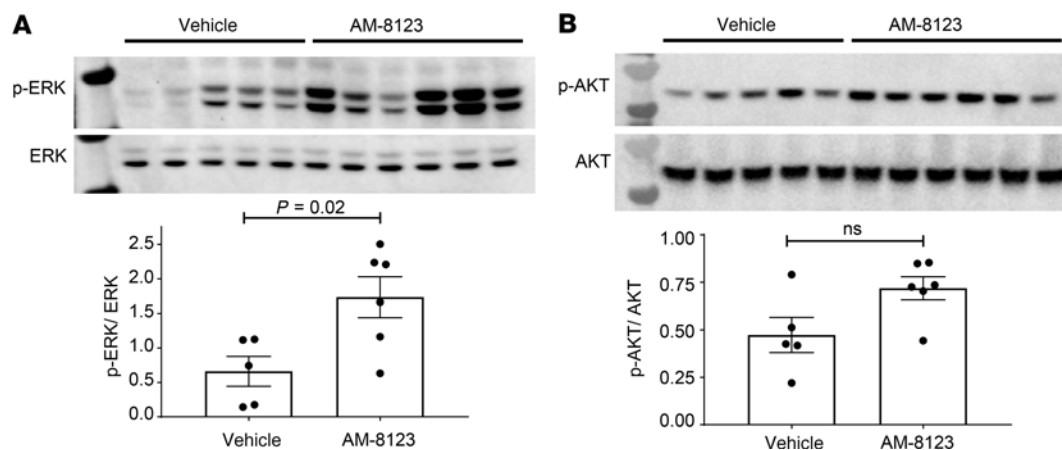 A
Vehicle
AM-8123
p-ERK
ERK
P = 0.02
2.5
2.0
1.5
1.0
0.5
0.0
p-ERK/ ERK
Vehicle
AM-8123
B
Vehicle
AM-8123
p-AKT
AKT
ns
1.00
0.75
0.50
0.25
0.00
p-AKT/ AKT
Vehicle
AM-8123